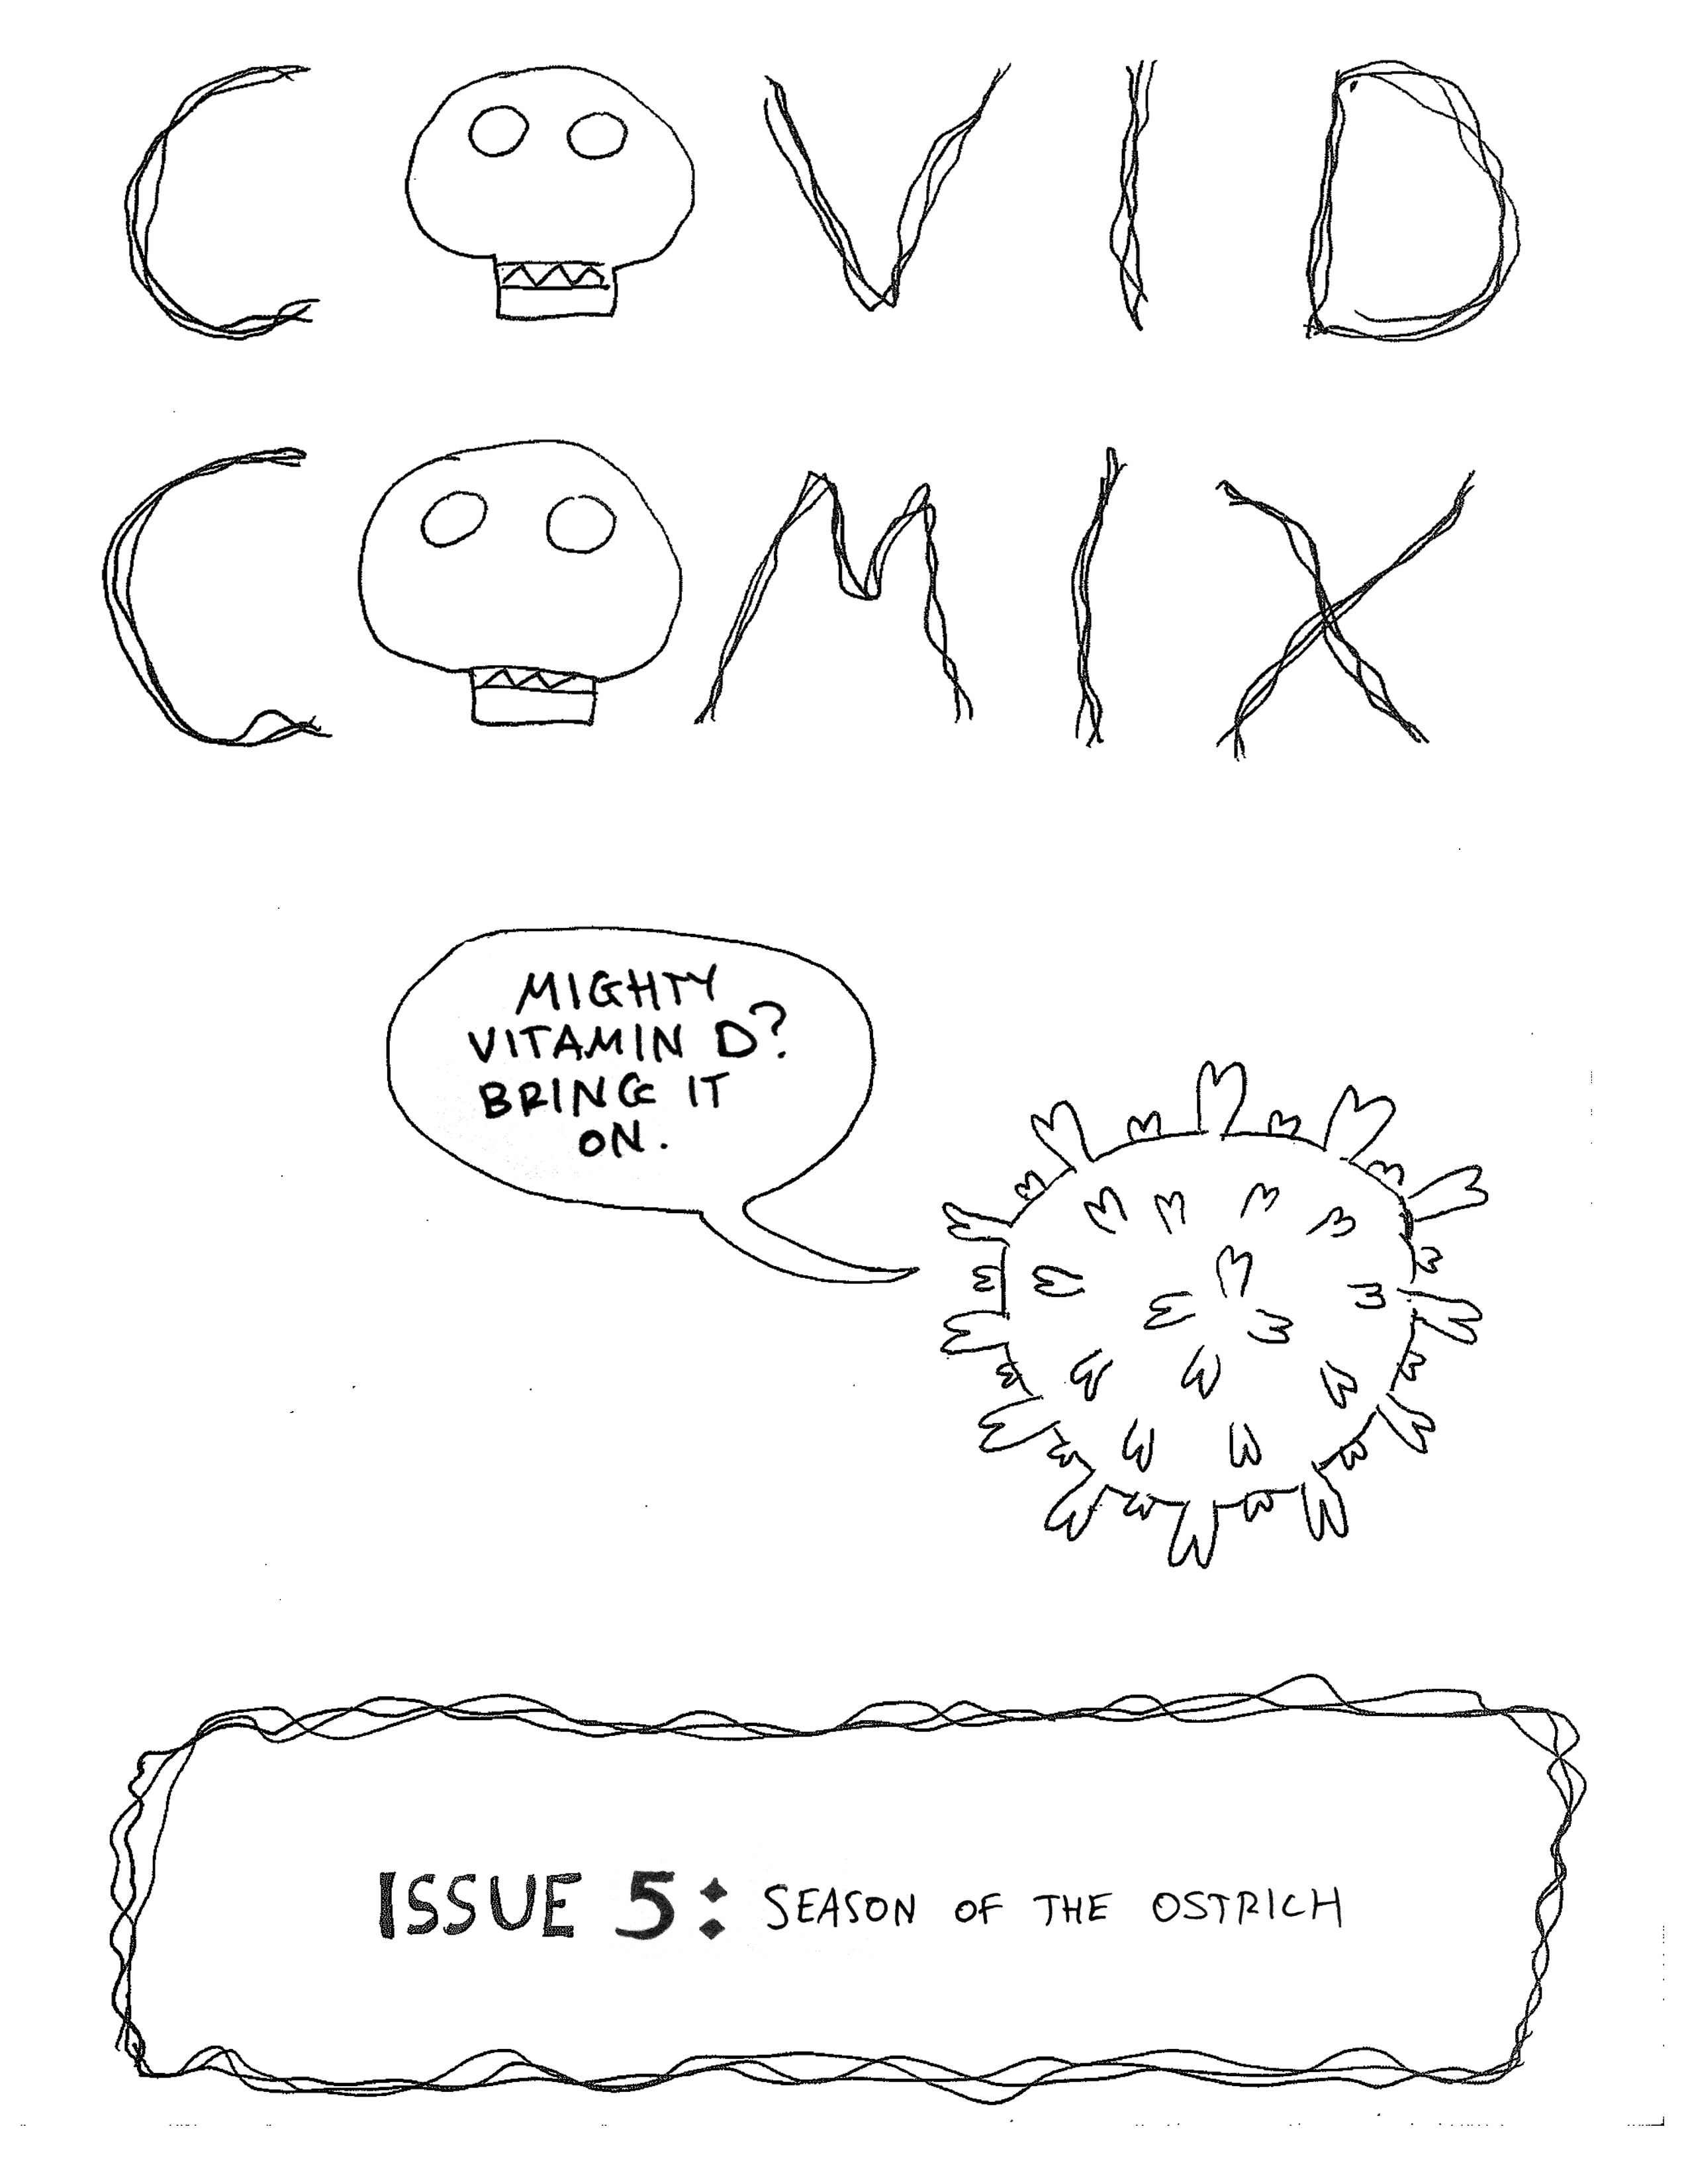 COVID
COMIX
MIGHTY
VITAMIN D?
BRING IT
ON.
ISSUE 5: SEASON OF THE OSTRICH